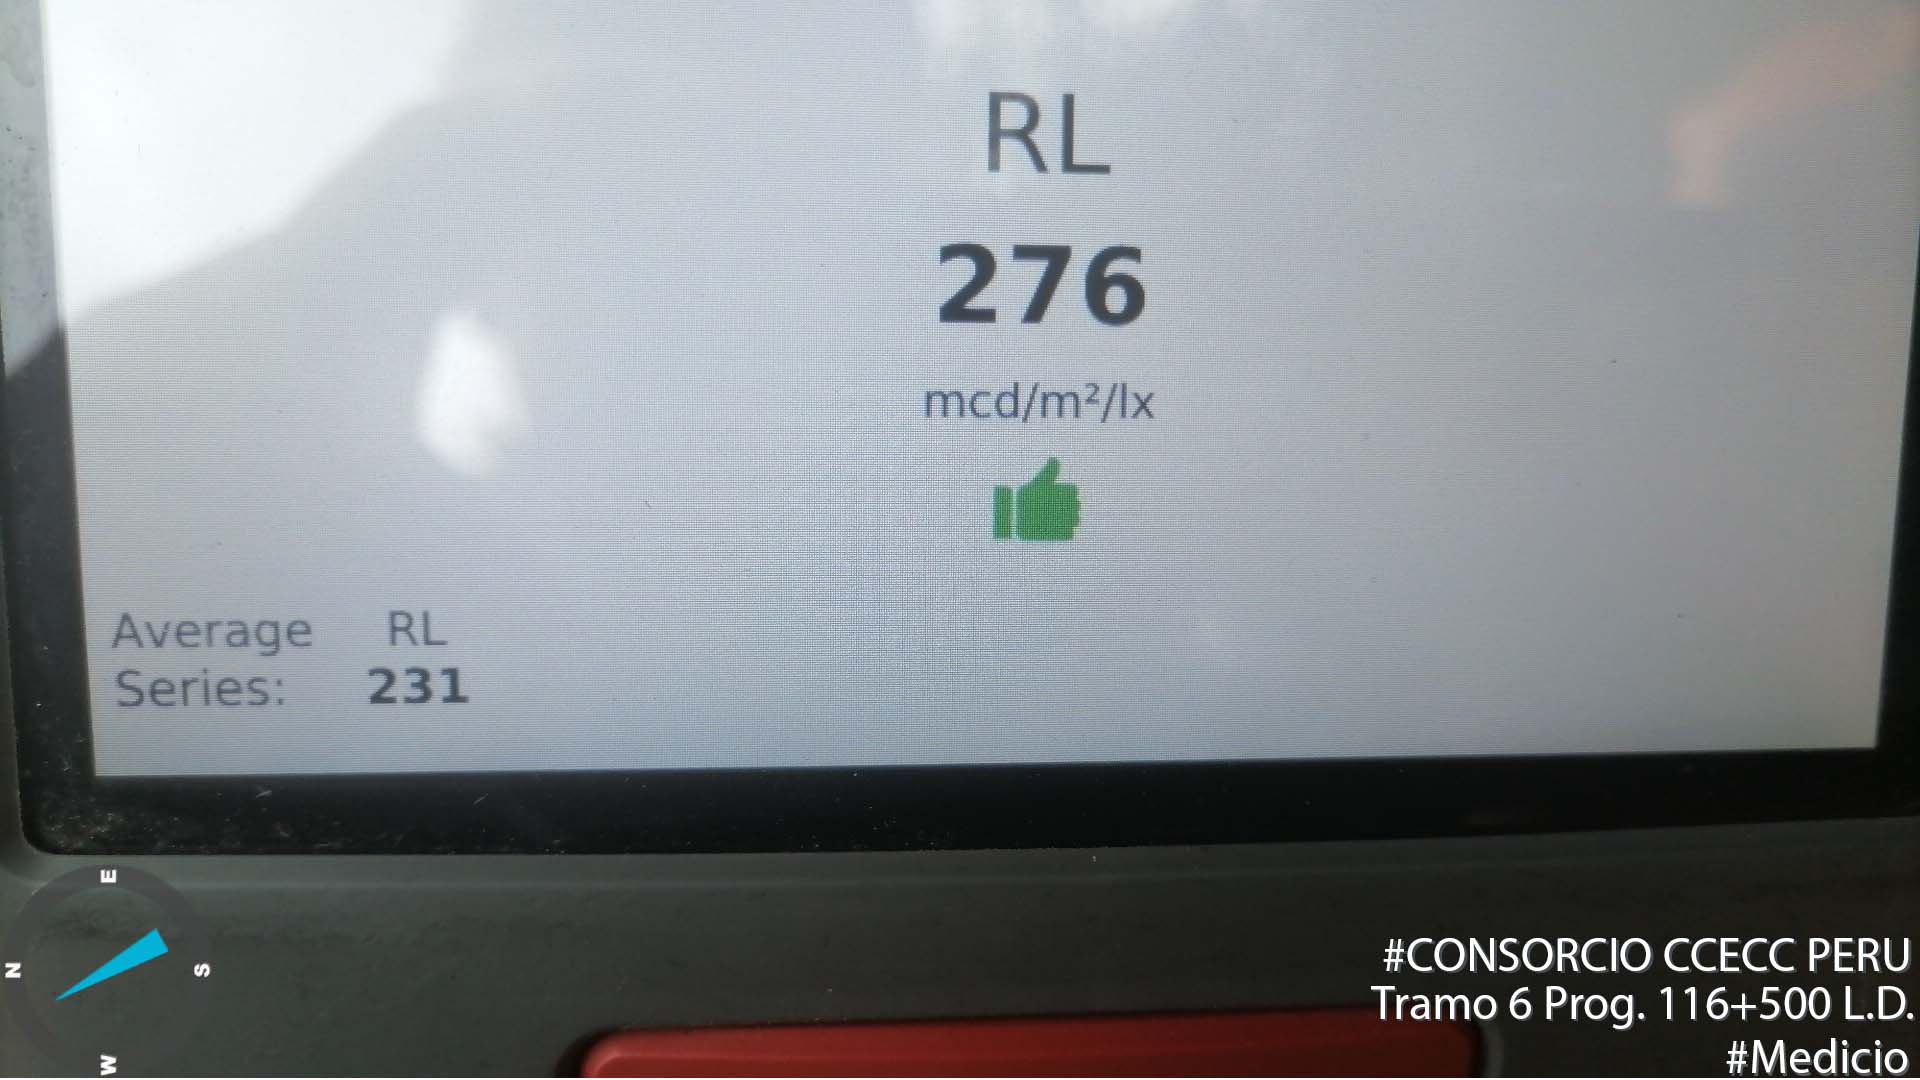 RL
276
mcd/m²/lx
Average RL
Series: 231
E
N S
W
#CONSORCIO CCECC PERU
Tramo 6 Prog. 116+500 L.D.
#Medicio